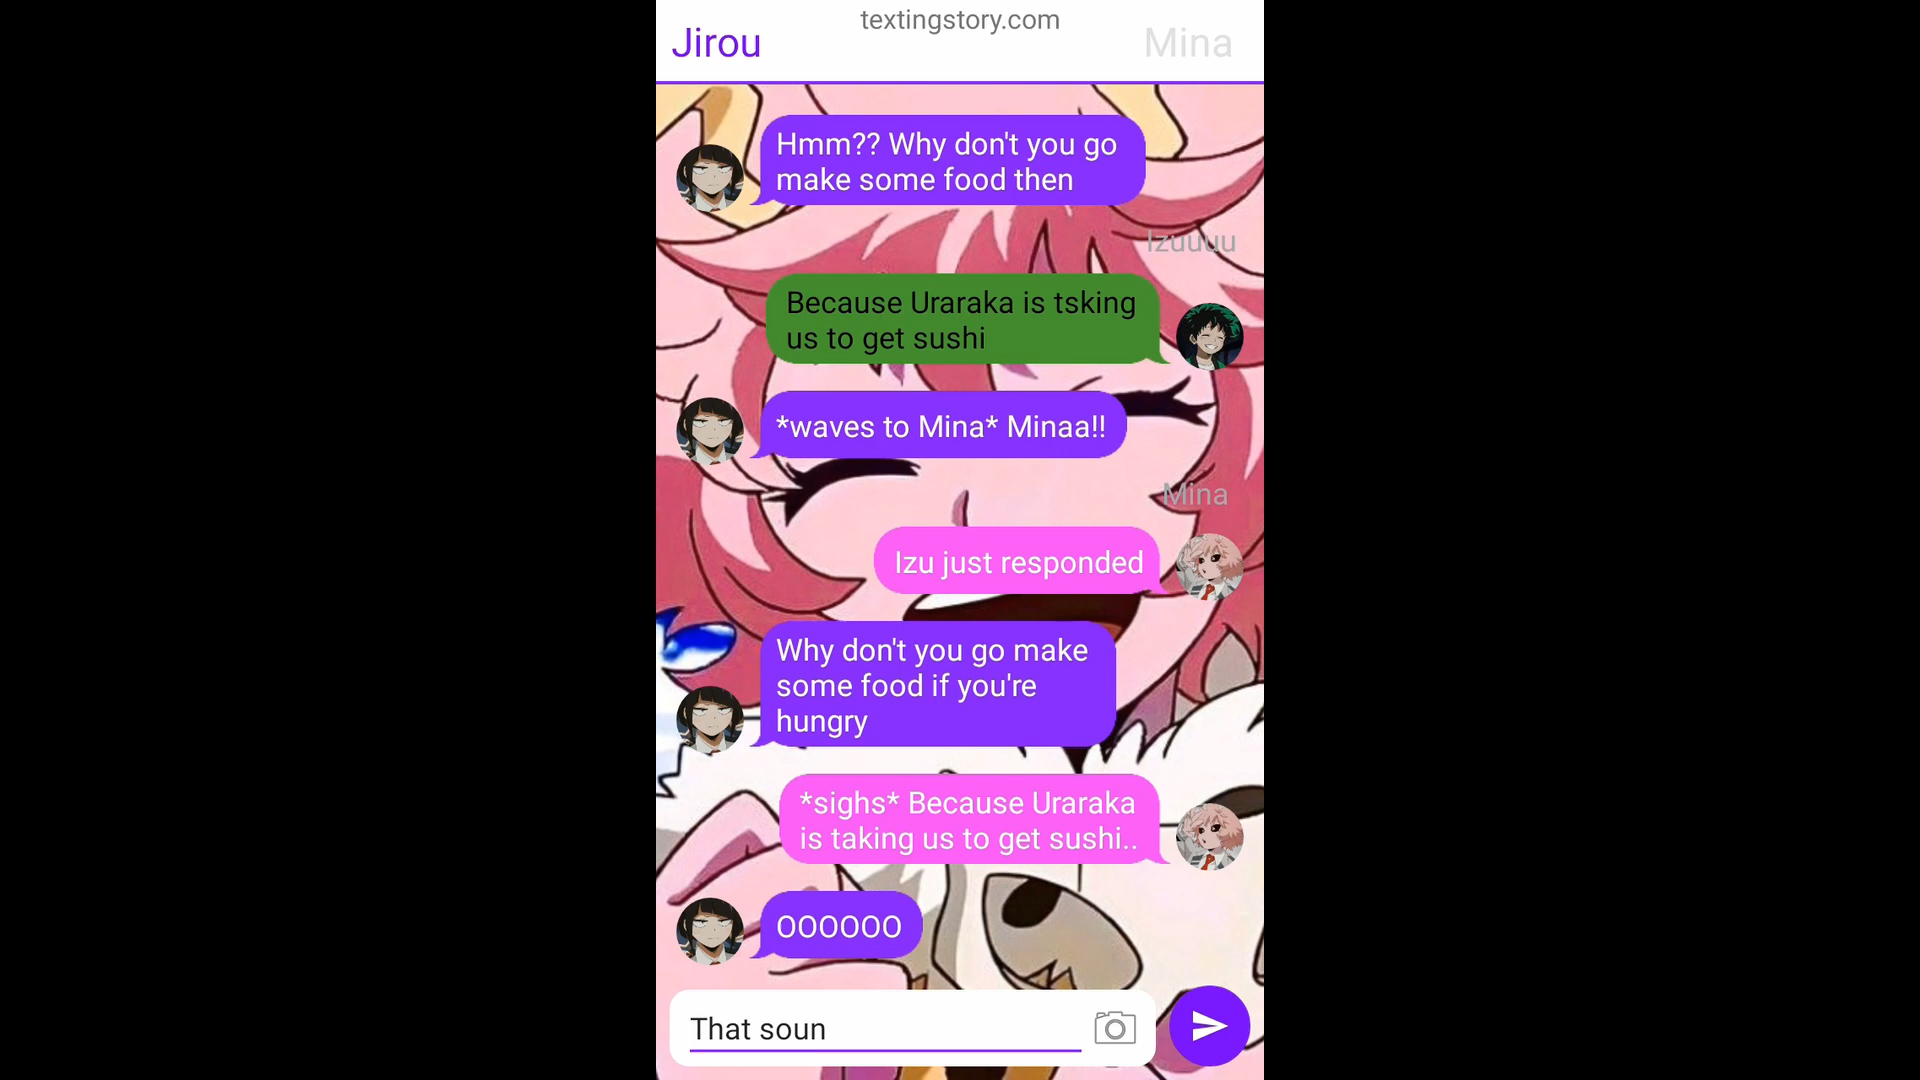 textingstory.com
Jirou
Mina
Hmm?? Why don't you go
make some food then
Izuuuu
Because Uraraka is tsking
us to get sushi
*waves to Mina* Minaa!!
Mina
Izu just responded
Why don't you go make
some food if you're
hungry
*sighs* Because Uraraka
is taking us to get sushi..
OOOOOO
That soun